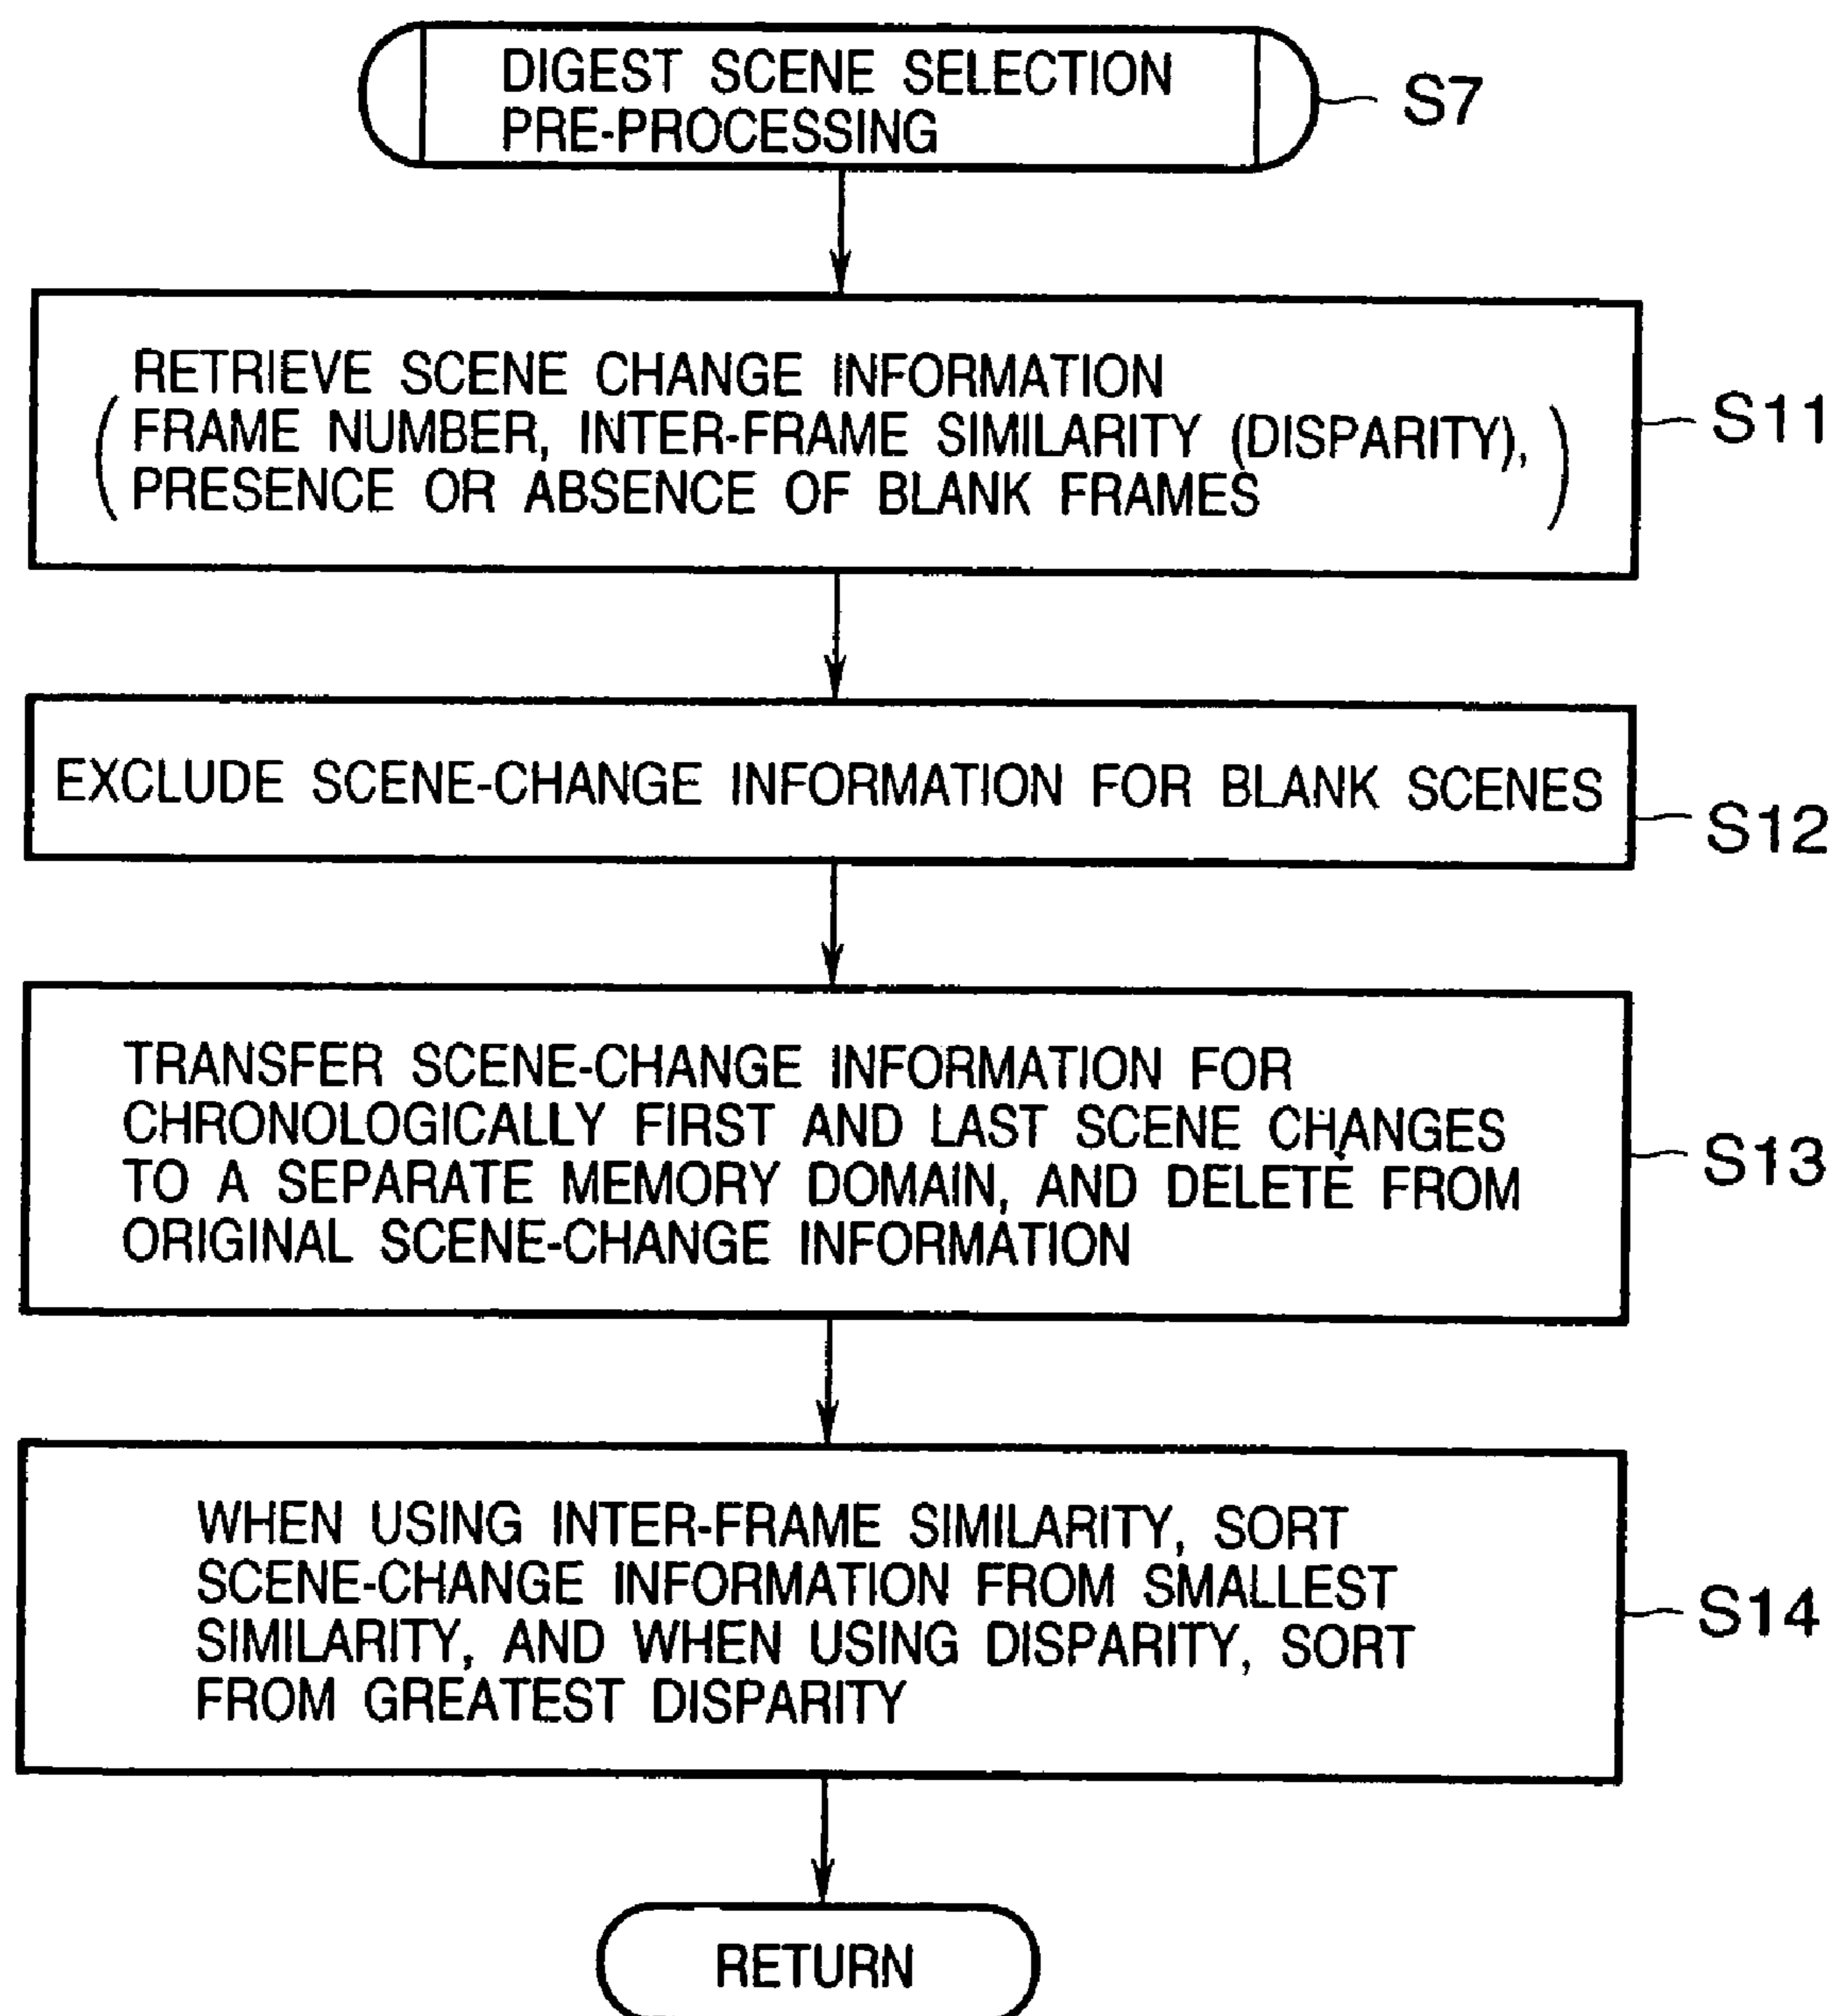 DIGEST SCENE SELECTION
PRE-PROCESSING
S7
RETRIEVE SCENE CHANGE INFORMATION
FRAME NUMBER, INTER-FRAME SIMILARITY (DISPARITY),
PRESENCE OR ABSENCE OF BLANK FRAMES
S11
EXCLUDE SCENE-CHANGE INFORMATION FOR BLANK SCENES
S12
TRANSFER SCENE-CHANGE INFORMATION FOR
CHRONOLOGICALLY FIRST AND LAST SCENE CHANGES
TO A SEPARATE MEMORY DOMAIN, AND DELETE FROM
ORIGINAL SCENE-CHANGE INFORMATION
S13
WHEN USING INTER-FRAME SIMILARITY, SORT
SCENE-CHANGE INFORMATION FROM SMALLEST
SIMILARITY, AND WHEN USING DISPARITY, SORT
FROM GREATEST DISPARITY
S14
RETURN